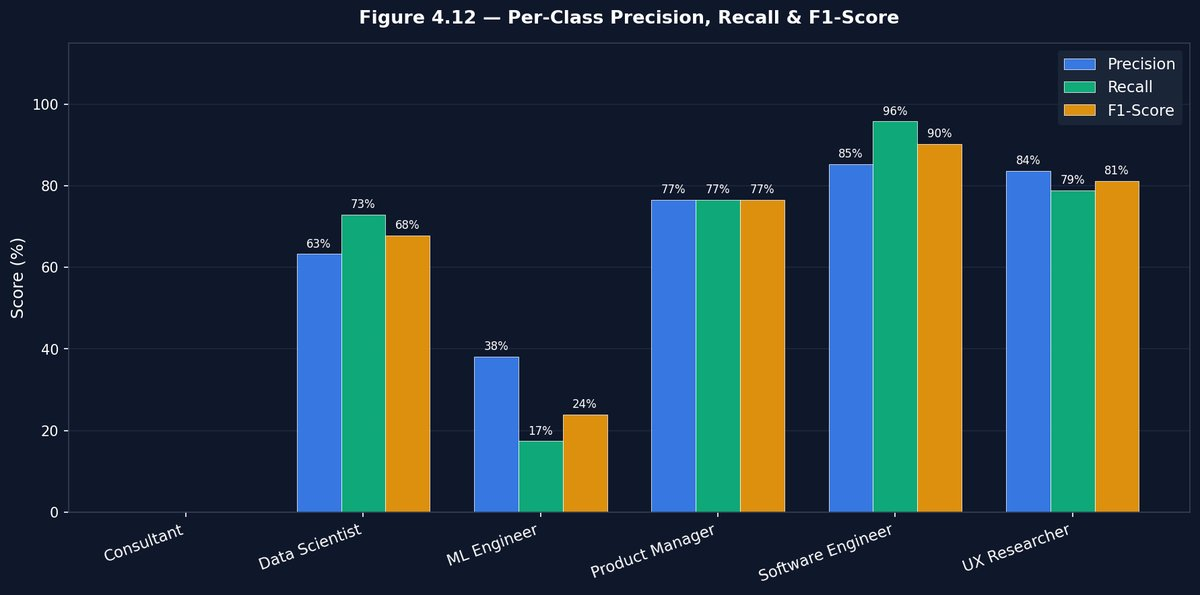 Figure 4.12 — Per-Class Precision, Recall & F1-Score
Precision
Recall
F1-Score
Score (%)
100
80
60
40
20
0
63%
73%
68%
38%
17%
24%
77%
77%
77%
85%
96%
90%
84%
79%
81%
Consultant
Data Scientist
ML Engineer
Product Manager
Software Engineer
UX Researcher